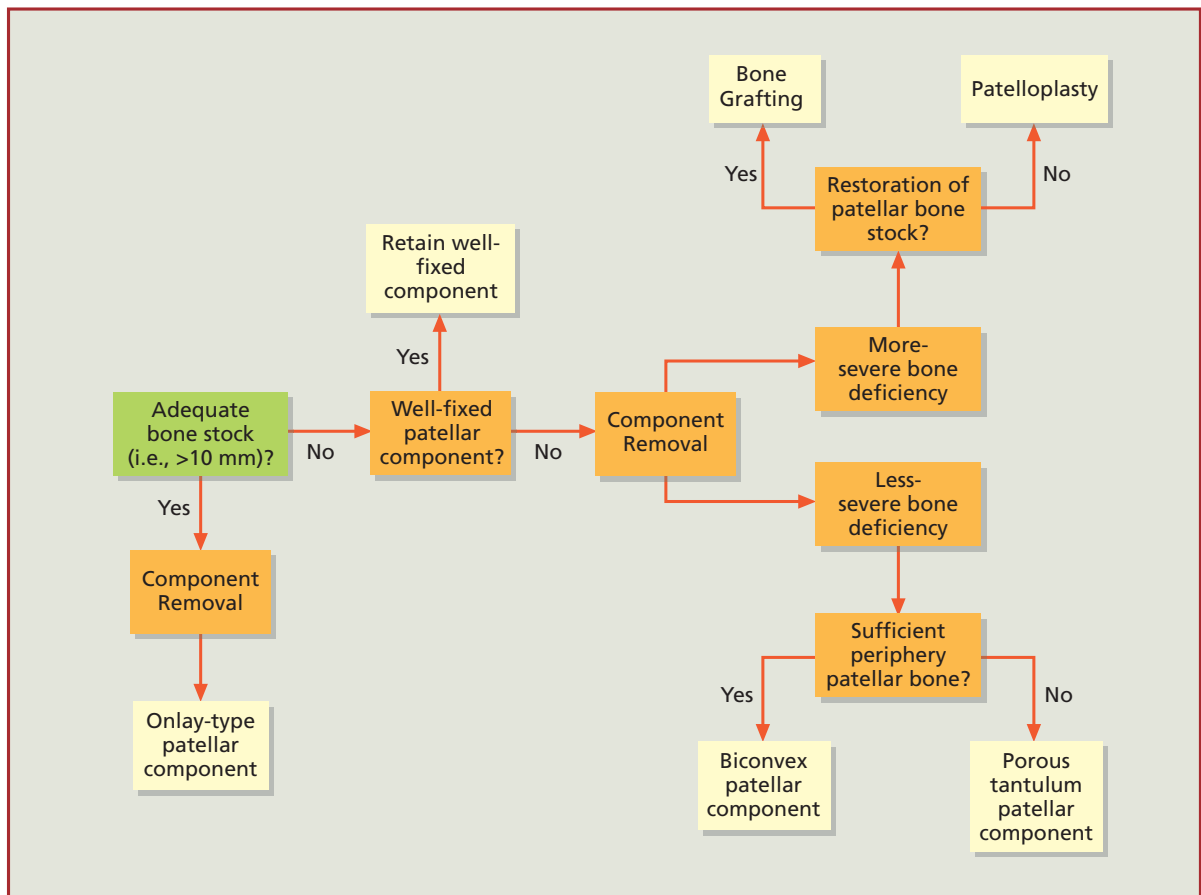 Bone
Grafting
Patelloplasty
Yes
No
Restoration of
patellar bone
stock?
Retain well-
fixed
component
Yes
More-
severe bone
deficiency
Adequate
bone stock
(i.e., >10 mm)?
No
Well-fixed
patellar
component?
No
Component
Removal
Yes
Less-
severe bone
deficiency
Component
Removal
Sufficient
periphery
patellar bone?
Yes
No
Onlay-type
patellar
component
Biconvex
patellar
component
Porous
tantulum
patellar
component